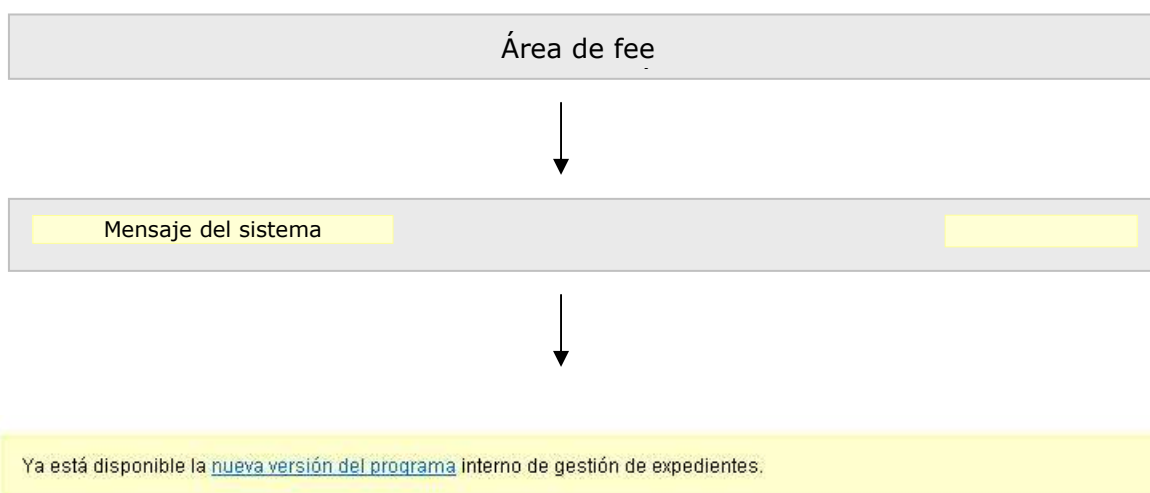 Área de fee
Mensaje del sistema
Ya está disponible la nueva versión del programa interno de gestión de expedientes.